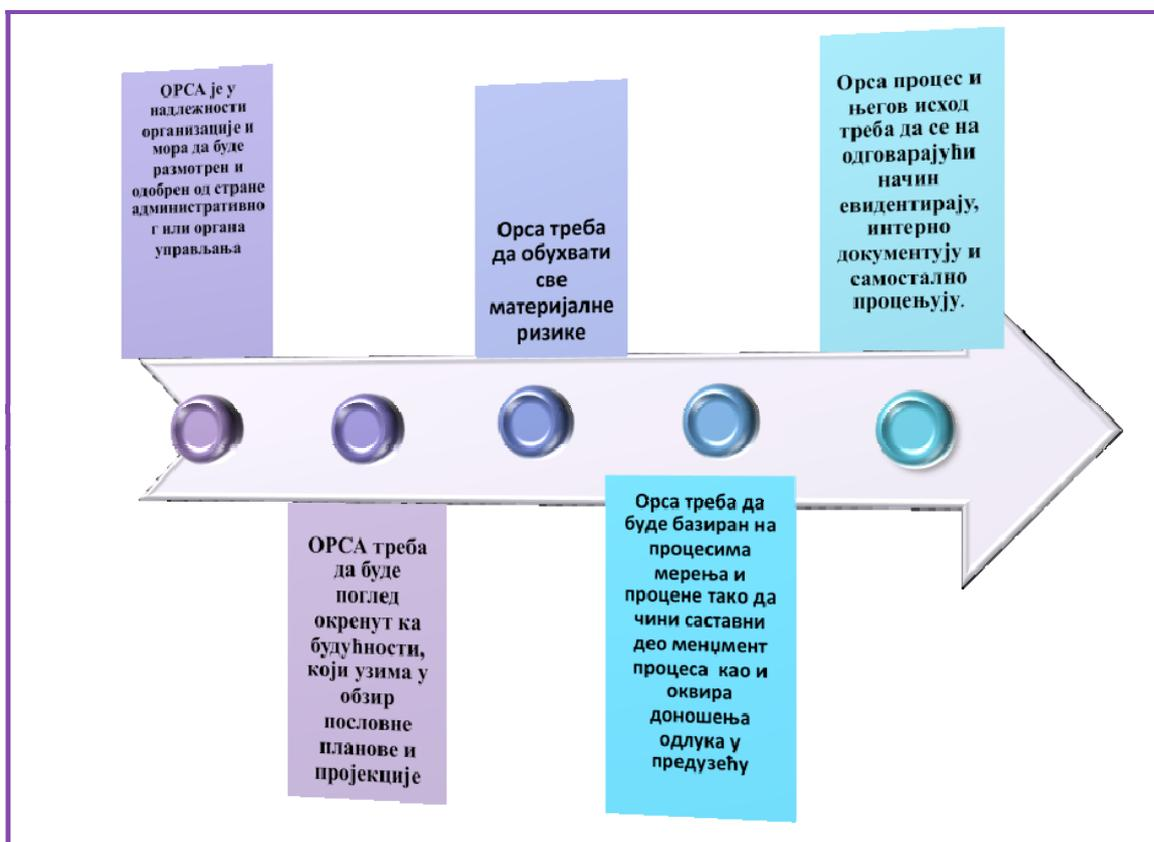 ОРСА је у
надлежности
организације и
мора да буде
размотрен и
одобрен од стране
административно
г или органа
управљања
ОРСА треба
да буде
поглед
окренут ка
будућности,
који узима у
обзир
пословне
планове и
пројекције
Орса треба
да обухвати
све
материјалне
ризике
Орса треба да
буде базиран на
процесима
мерења и
процене тако да
чини саставни
део менџмент
процеса као и
оквира
доношења
одлука у
предузећу
Орса процес и
његов исход
треба да се на
одговарајући
начин
евидентирају,
интерно
документују и
самостално
процењују.